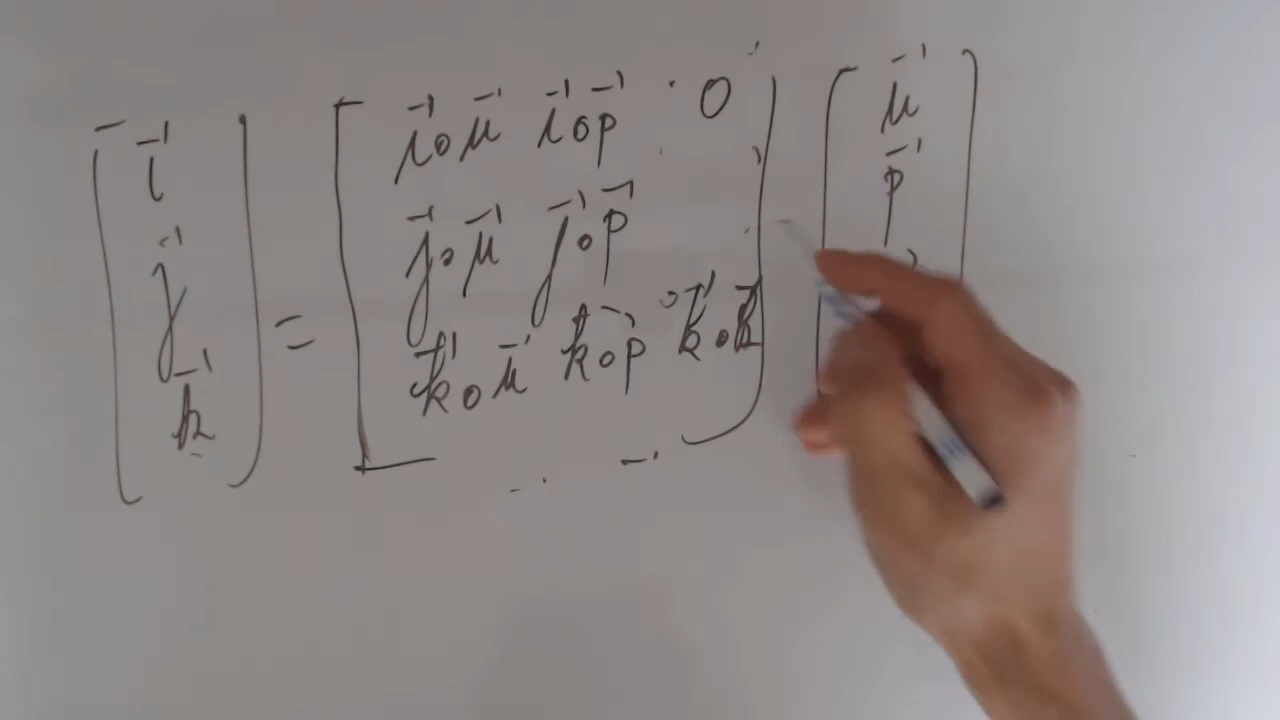 [ i⃗ ] = [ i⃗∘μ⃗ i⃗∘p⃗ 0 ] [ μ⃗ ]
[ j⃗ ] [ j⃗∘μ⃗ j⃗∘p⃗ ] [ p⃗ ]
[ k⃗ ] [ k⃗∘μ⃗ k⃗∘p⃗ k⃗∘k⃗ ]